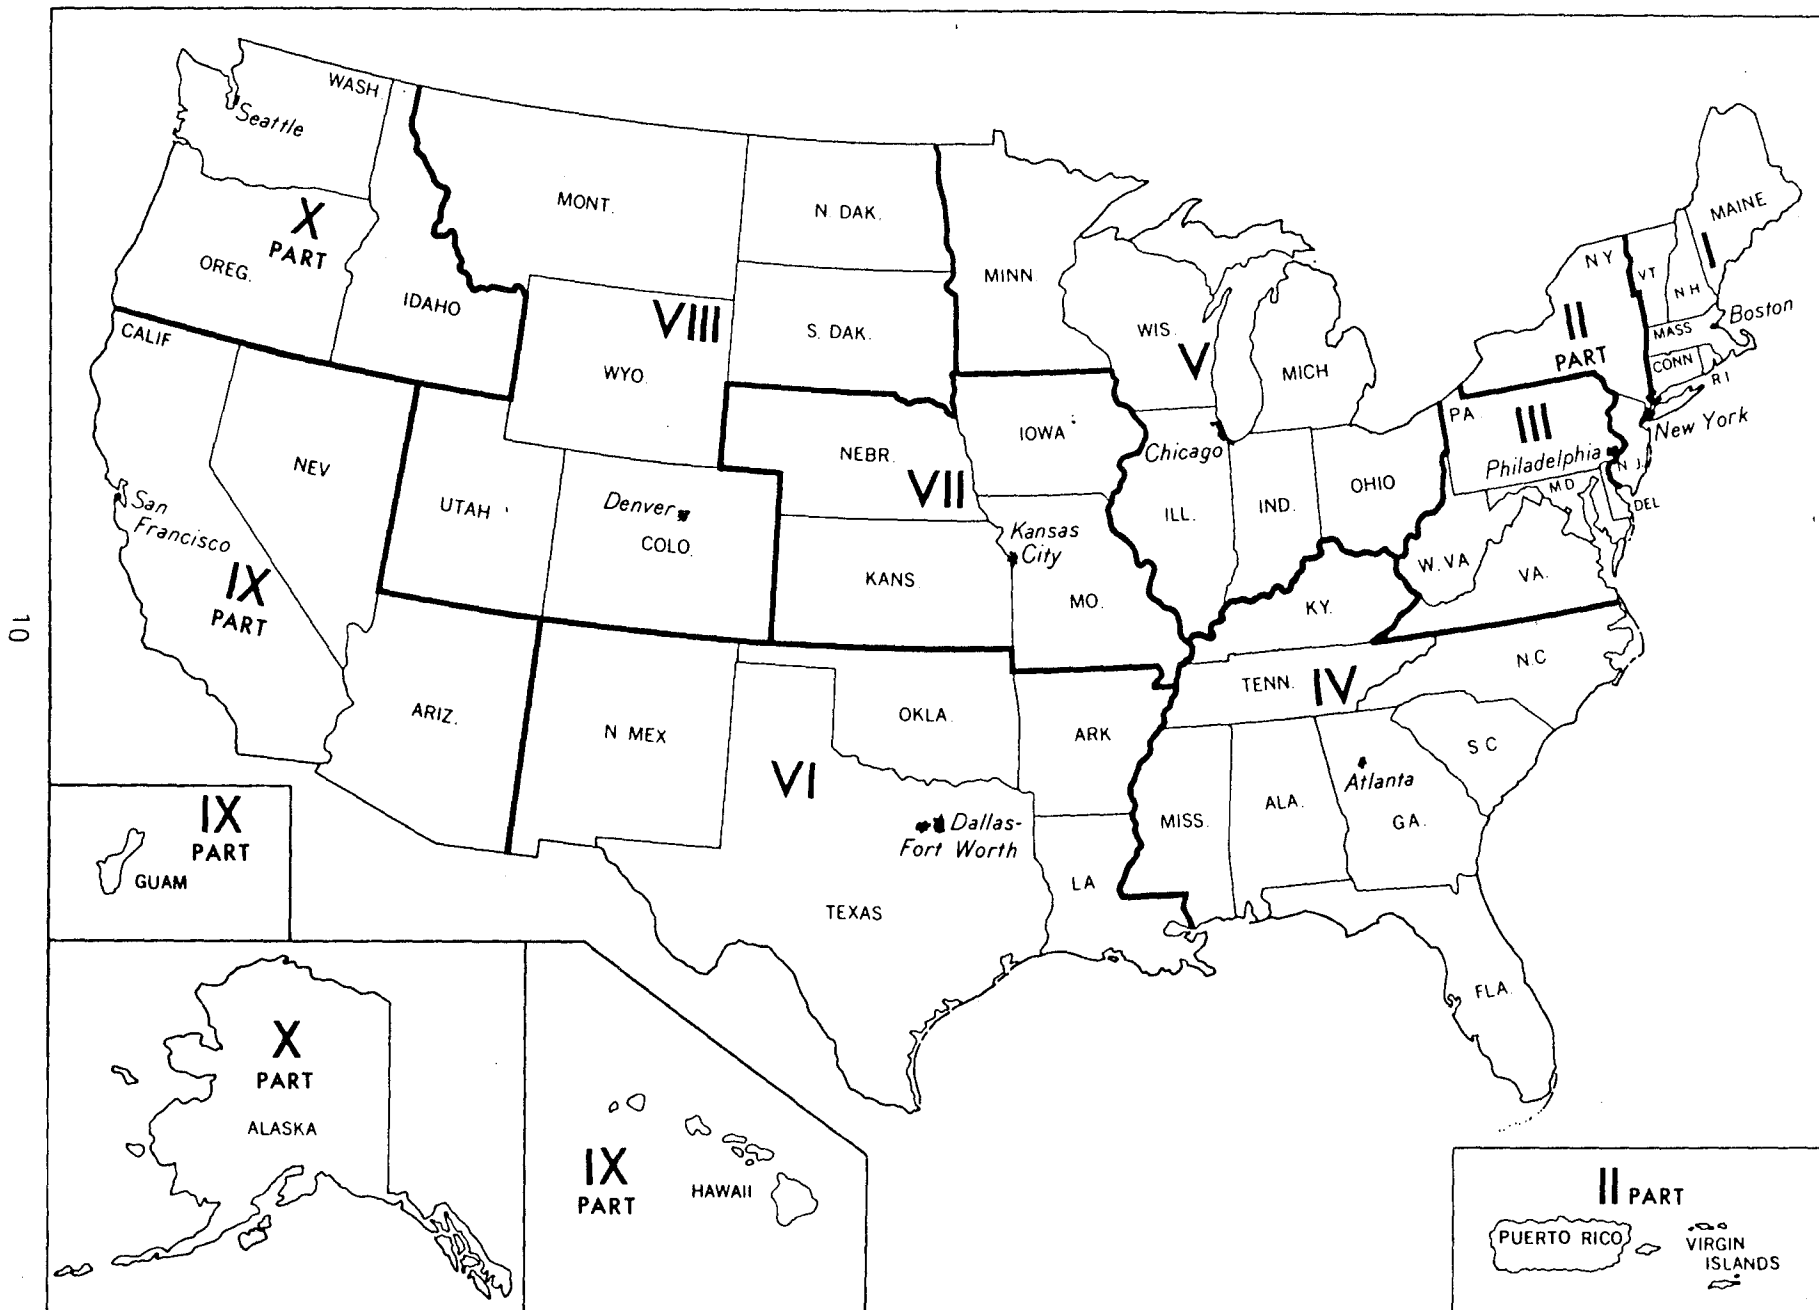 WASH
Seattle
MONT.
N. DAK.
X
PART
OREG.
IDAHO
MINN.
MAINE
N Y
VT
I
N H
VIII
S. DAK.
WIS.
V
II
PART
MASS
Boston
CALIF
WYO.
MICH
CONN
R I
IOWA
PA.
III
New York
NEBR.
Chicago
Philadelphia
N J.
NEV
VII
OHIO
M D
San
Francisco
UTAH
Denver
COLO.
ILL.
IND.
DEL
Kansas
City
IX
PART
KANS.
MO.
W. VA
VA.
KY.
10
N.C
TENN.
IV
ARIZ.
N MEX
OKLA.
ARK
S C
VI
Atlanta
IX
PART
GUAM
Dallas-
Fort Worth
MISS.
ALA.
GA.
LA
TEXAS
FLA.
X
PART
ALASKA
IX
PART
HAWAII
II PART
PUERTO RICO
VIRGIN
ISLANDS